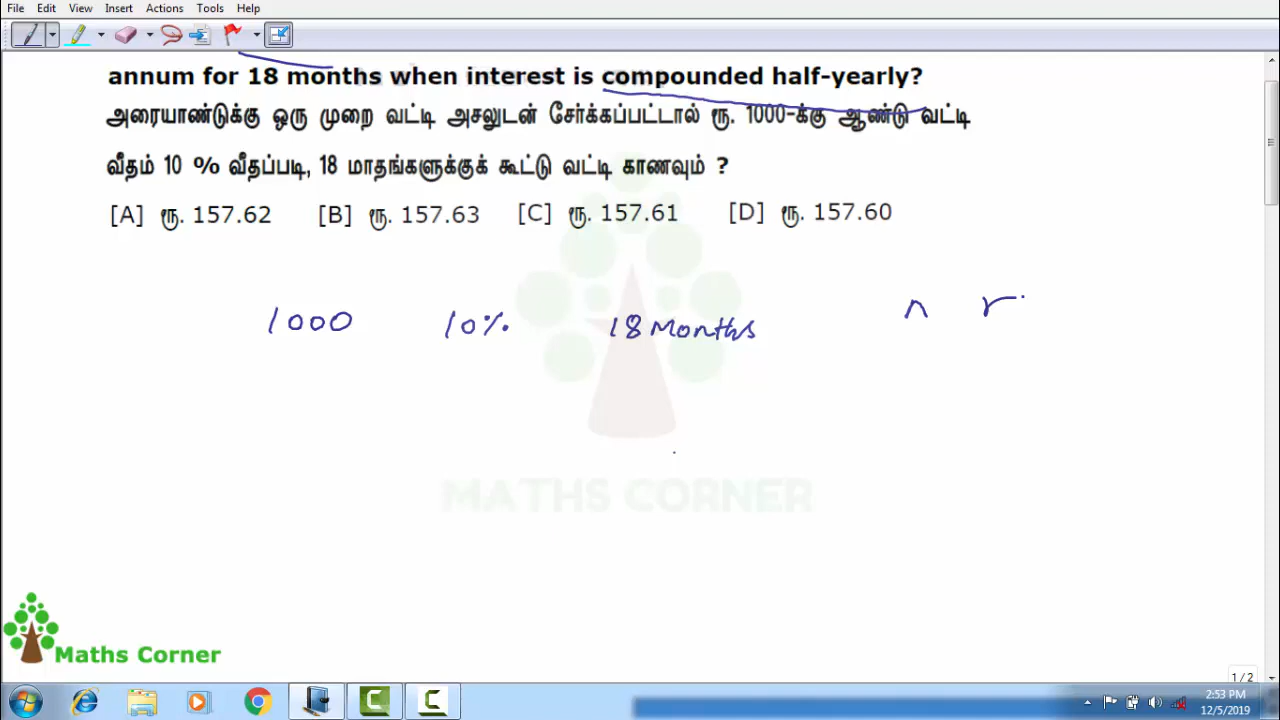 File Edit View Insert Actions Tools Help
annum for 18 months when interest is compounded half-yearly?
அரையாண்டுக்கு ஒரு முறை வட்டி அசலுடன் சேர்க்கப்பட்டால் ரூ. 1000-க்கு ஆண்டு வட்டி
வீதம் 10 % வீதப்படி, 18 மாதங்களுக்குக் கூட்டு வட்டி காணவும் ?
[A] ரூ. 157.62 [B] ரூ. 157.63 [C] ரூ. 157.61 [D] ரூ. 157.60
1000 10% 18 Months n r
MATHS CORNER
Maths Corner
1/2
2:53 PM
12/5/2019